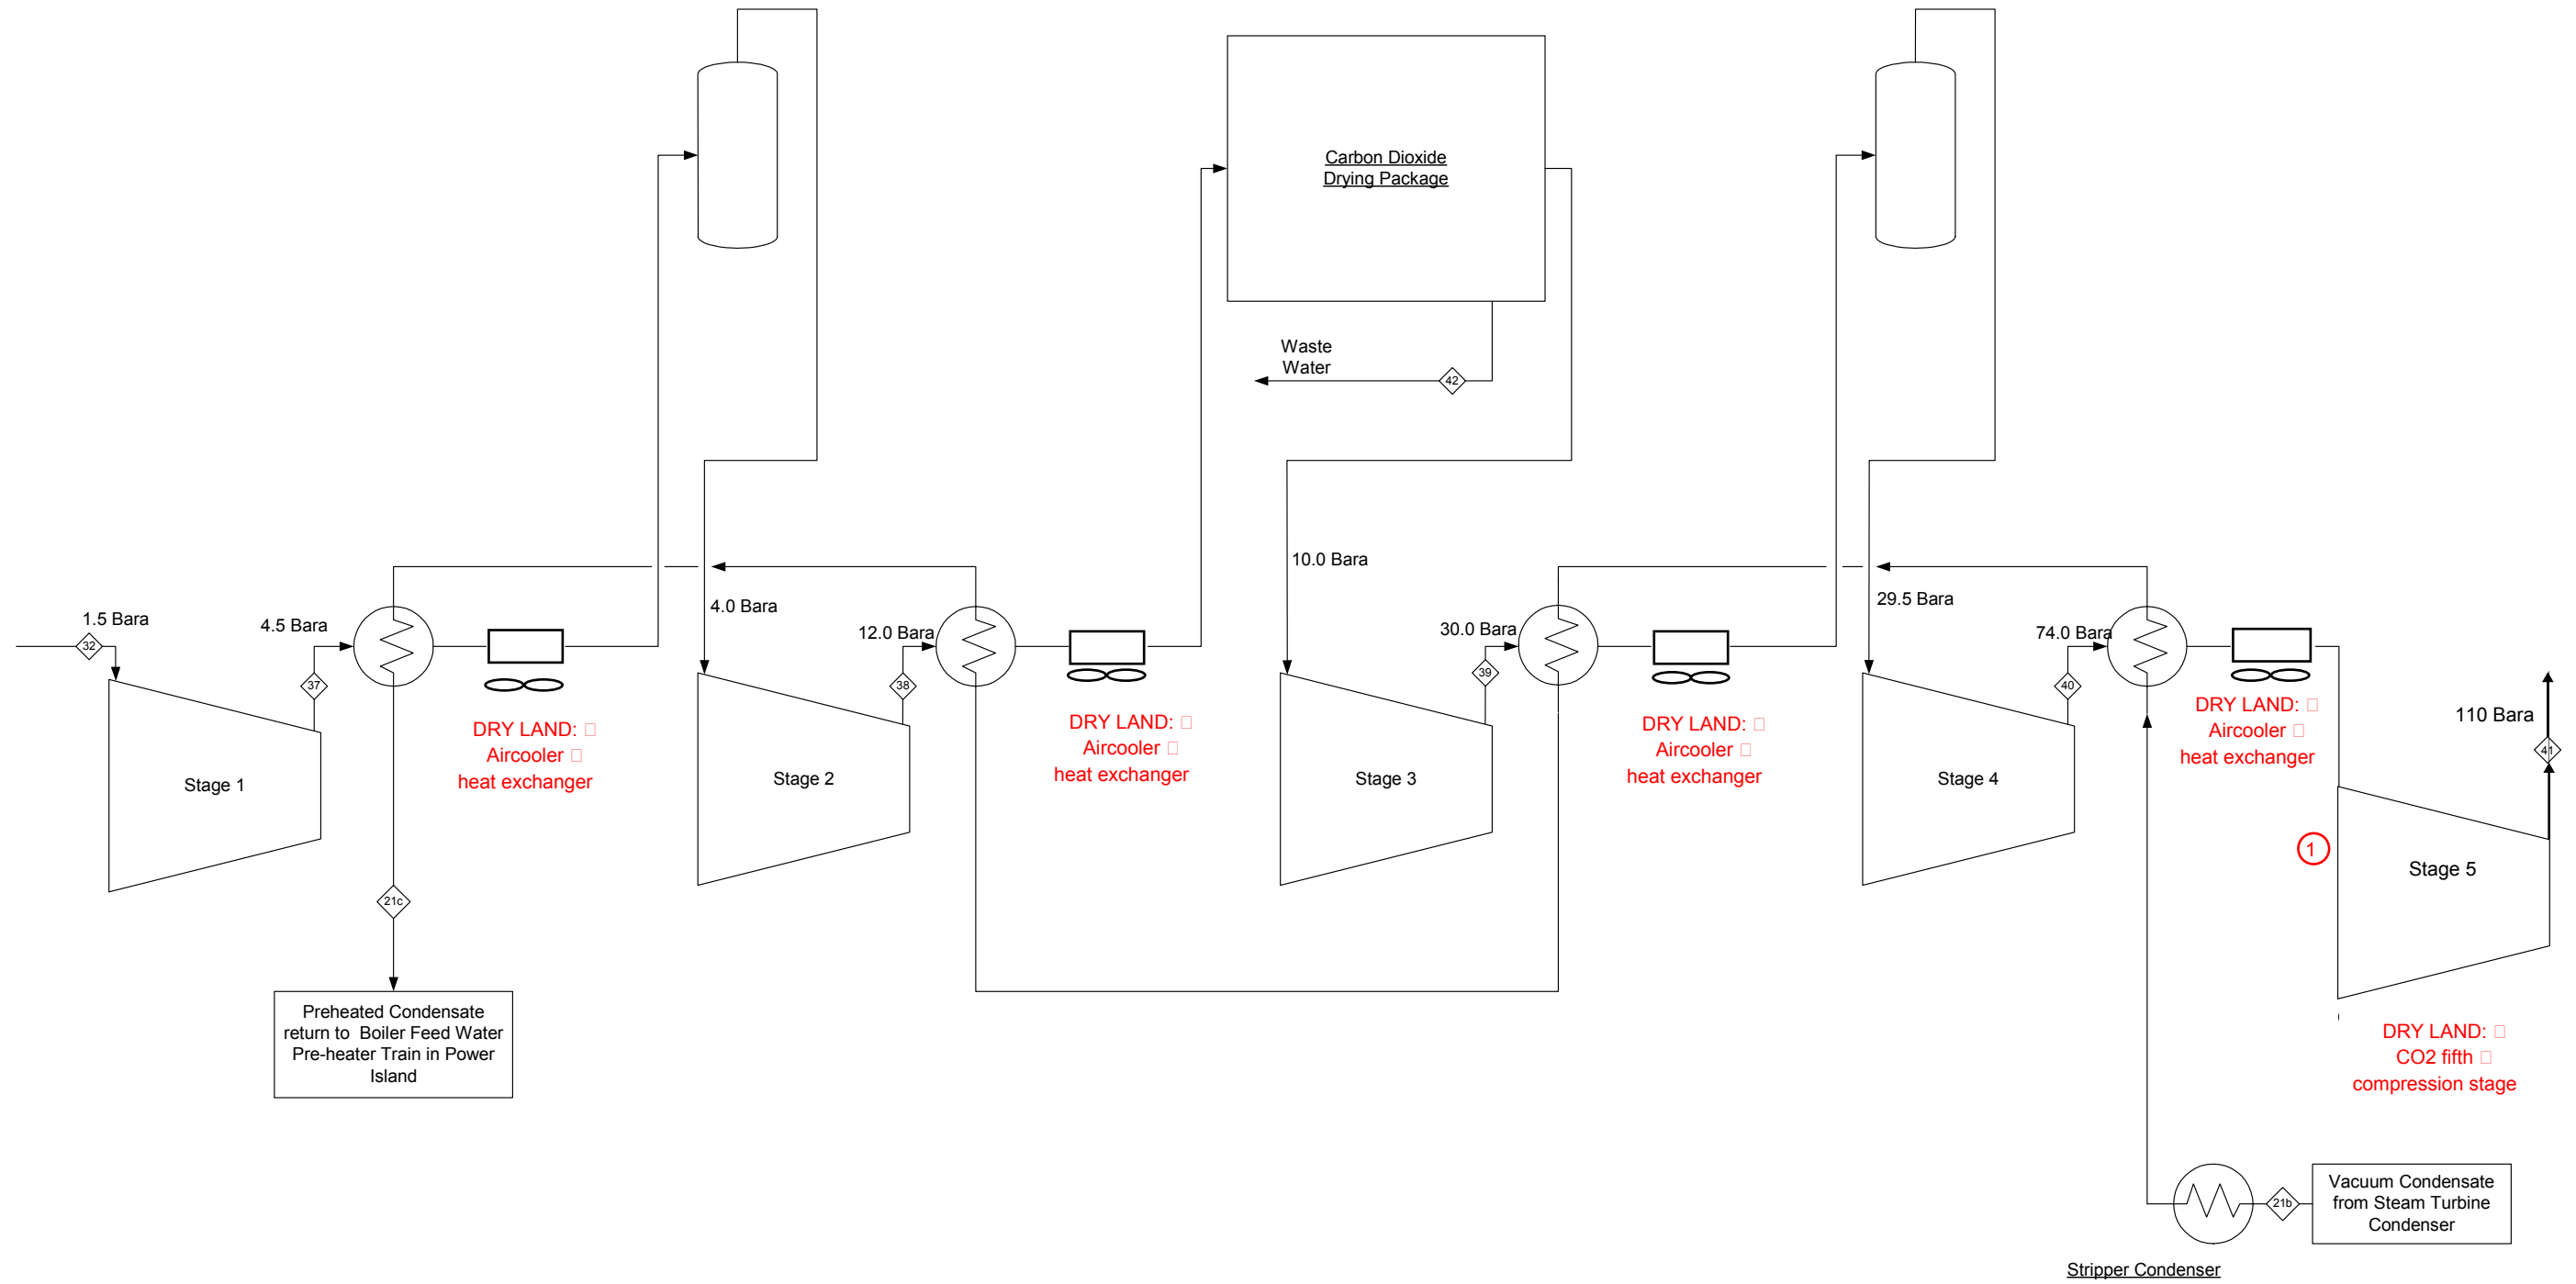 Carbon Dioxide
Drying Package
Waste
Water
42
10.0 Bara
1.5 Bara
32
4.5 Bara
37
4.0 Bara
12.0 Bara
38
30.0 Bara
39
29.5 Bara
74.0 Bara
40
110 Bara
41
DRY LAND: □
Aircooler □
heat exchanger
DRY LAND: □
Aircooler □
heat exchanger
DRY LAND: □
Aircooler □
heat exchanger
DRY LAND: □
Aircooler □
heat exchanger
Stage 1
Stage 2
Stage 3
Stage 4
1
Stage 5
21c
Preheated Condensate
return to Boiler Feed Water
Pre-heater Train in Power
Island
DRY LAND: □
CO2 fifth □
compression stage
21b
Vacuum Condensate
from Steam Turbine
Condenser
Stripper Condenser